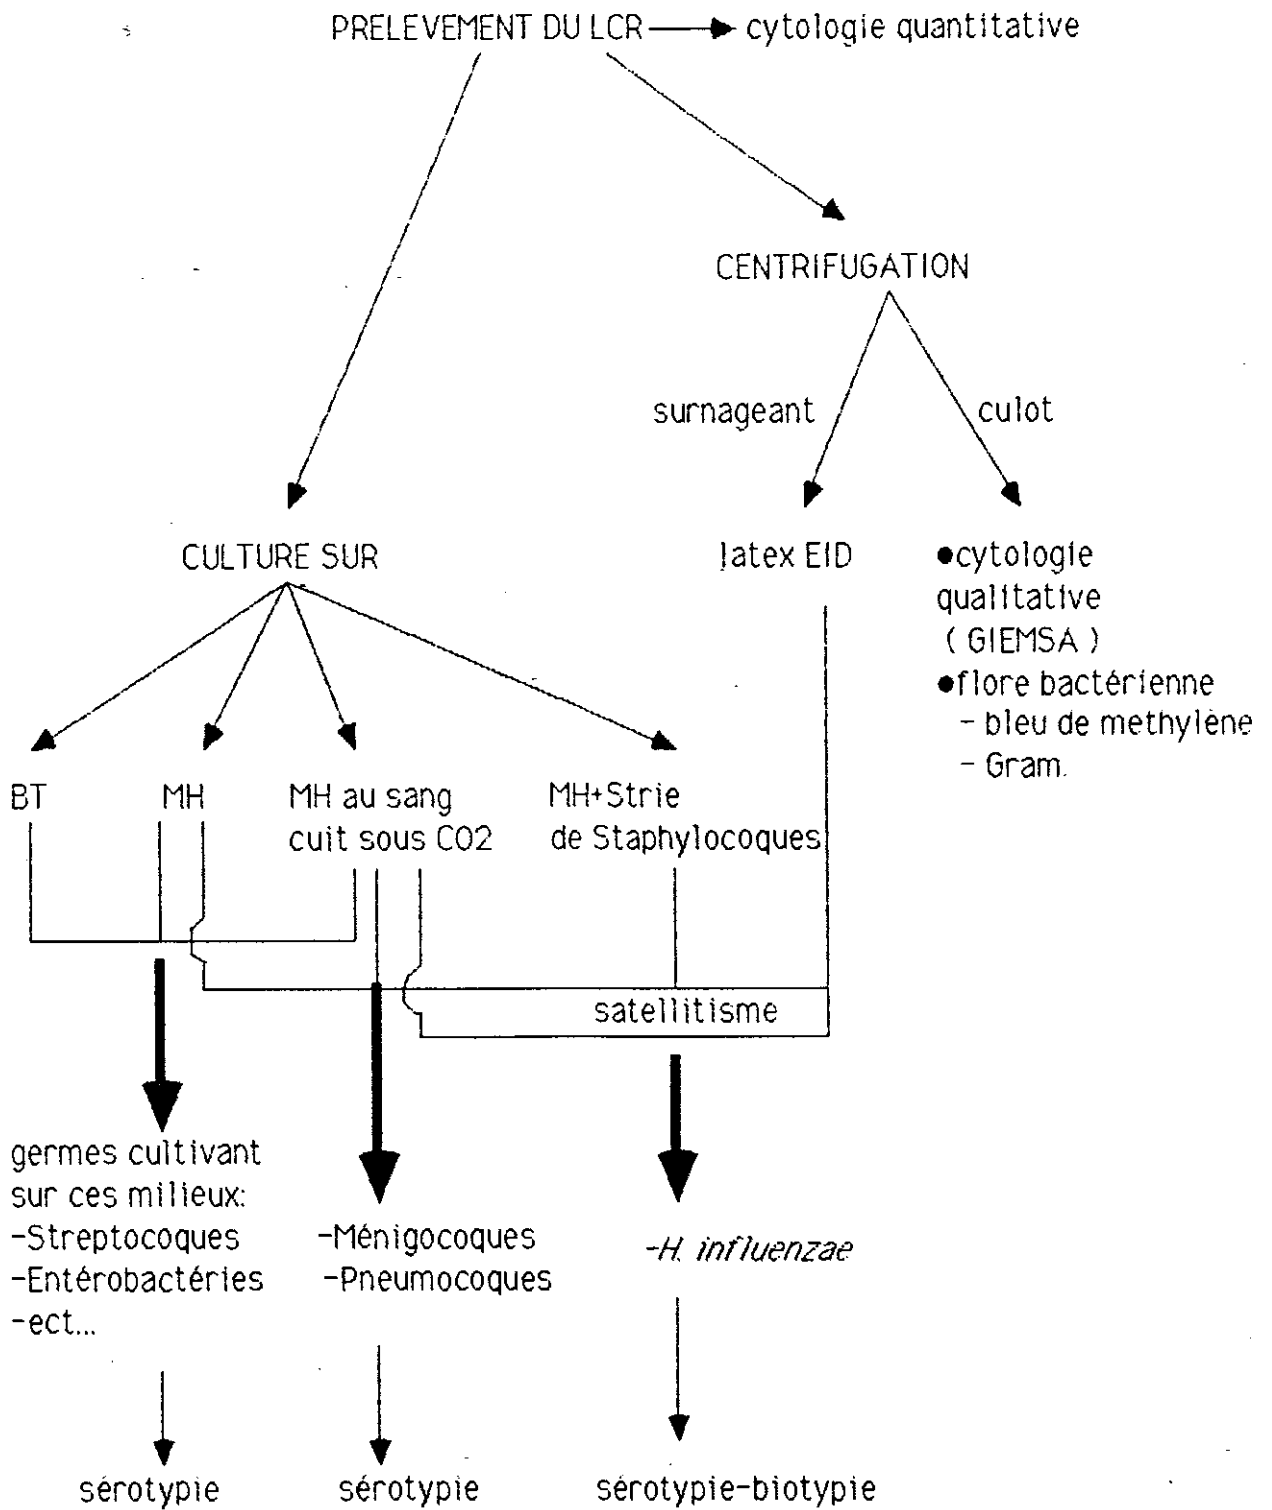 PRELEVEMENT DU LCR cytologie quantitative
CENTRIFUGATION
surnageant culot
CULTURE SUR
latex EID
●cytologie
qualitative
( GIEMSA )
●flore bactérienne
- bleu de methylène
- Gram.
BT
MH
MH au sang
cuit sous CO2
MH+Strie
de Staphylocoques
satellitisme
germes cultivant
sur ces milieux:
-Streptocoques
-Entérobactéries
-ect...
-Ménigocoques
-Pneumocoques
-H. influenzae
sérotypie
sérotypie
sérotypie-biotypie